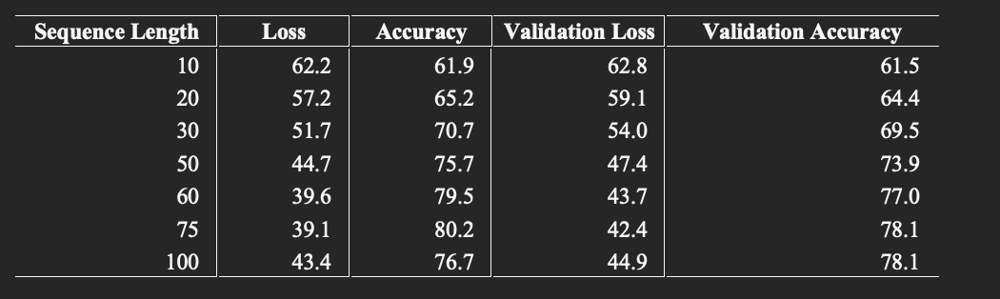 Sequence Length Loss Accuracy Validation Loss Validation Accuracy
10 62.2 61.9 62.8 61.5
20 57.2 65.2 59.1 64.4
30 51.7 70.7 54.0 69.5
50 44.7 75.7 47.4 73.9
60 39.6 79.5 43.7 77.0
75 39.1 80.2 42.4 78.1
100 43.4 76.7 44.9 78.1